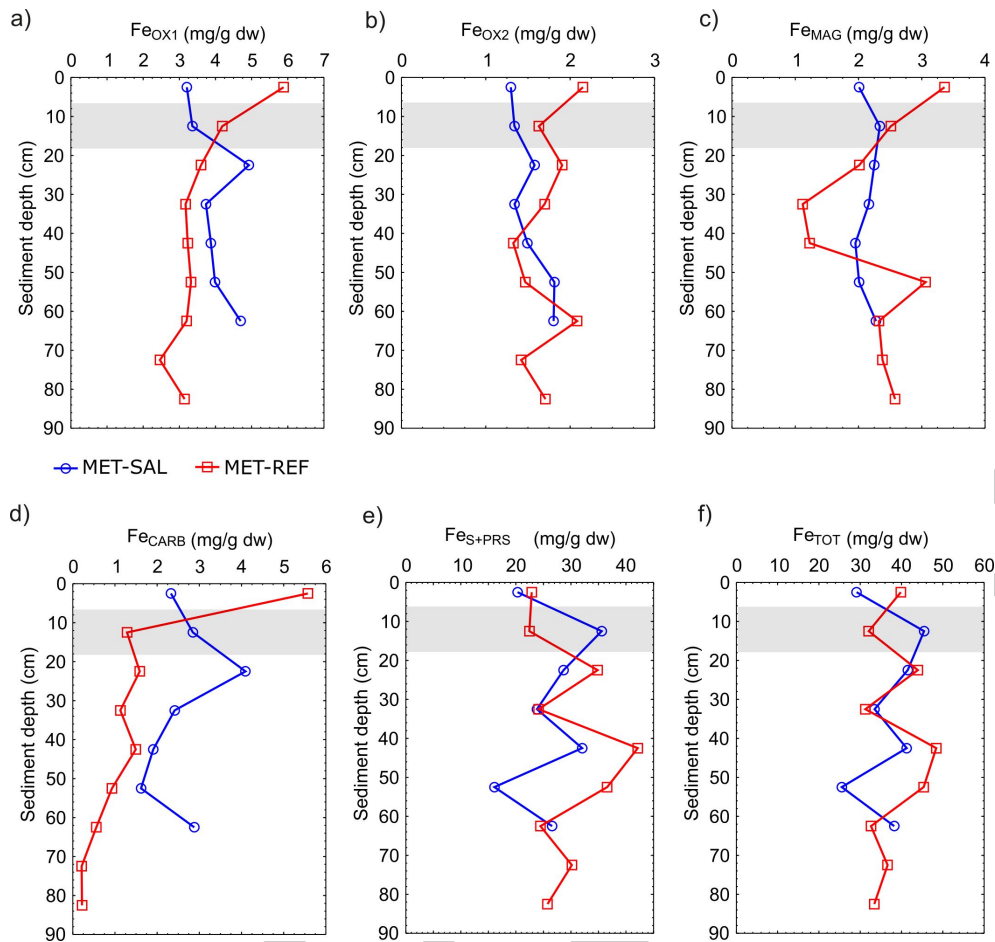 a)
Fe_OX1 (mg/g dw)
0 1 2 3 4 5 6 7
0
10
20
30
40
50
60
70
80
90
Sediment depth (cm)
b)
Fe_OX2 (mg/g dw)
0 1 2 3
0
10
20
30
40
50
60
70
80
90
Sediment depth (cm)
c)
Fe_MAG (mg/g dw)
0 1 2 3 4
0
10
20
30
40
50
60
70
80
90
Sediment depth (cm)
MET-SAL MET-REF
d)
Fe_CARB (mg/g dw)
0 1 2 3 4 5 6
0
10
20
30
40
50
60
70
80
90
Sediment depth (cm)
e)
Fe_S+PRS (mg/g dw)
0 10 20 30 40
0
10
20
30
40
50
60
70
80
90
Sediment depth (cm)
f)
Fe_TOT (mg/g dw)
0 10 20 30 40 50 60
0
10
20
30
40
50
60
70
80
90
Sediment depth (cm)